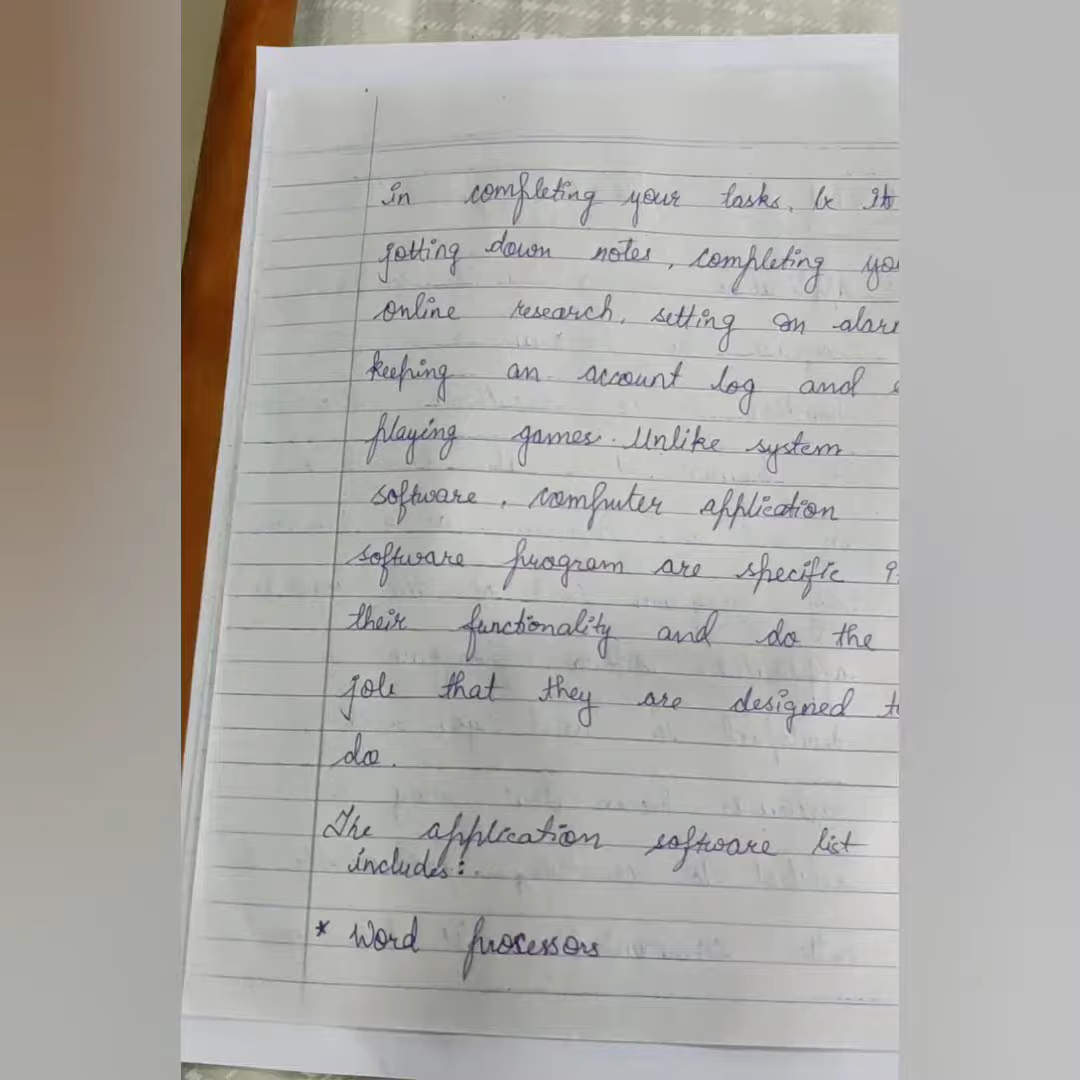 in completing your tasks, be it
jotting down notes, completing yo
online research, setting an alar
keeping an account log and
playing games. Unlike system
software, computer application
software program are specific
their functionality and do the
job that they are designed t
do.
The application software list
includes:
* Word processors